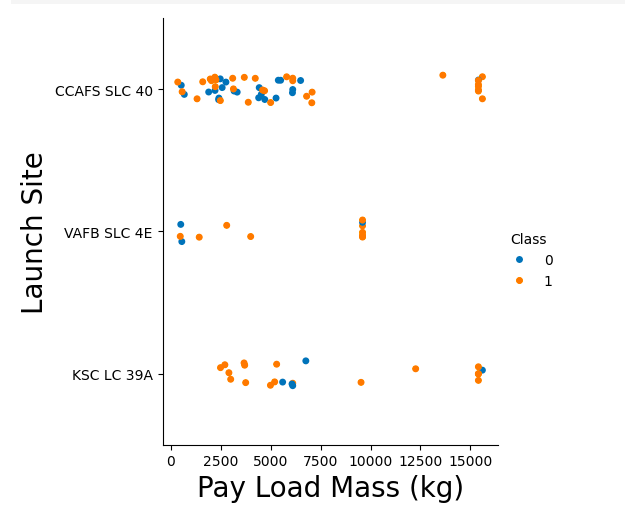 CCAFS SLC 40
VAFB SLC 4E
KSC LC 39A
Launch Site
0 2500 5000 7500 10000 12500 15000
Pay Load Mass (kg)
Class
0
1